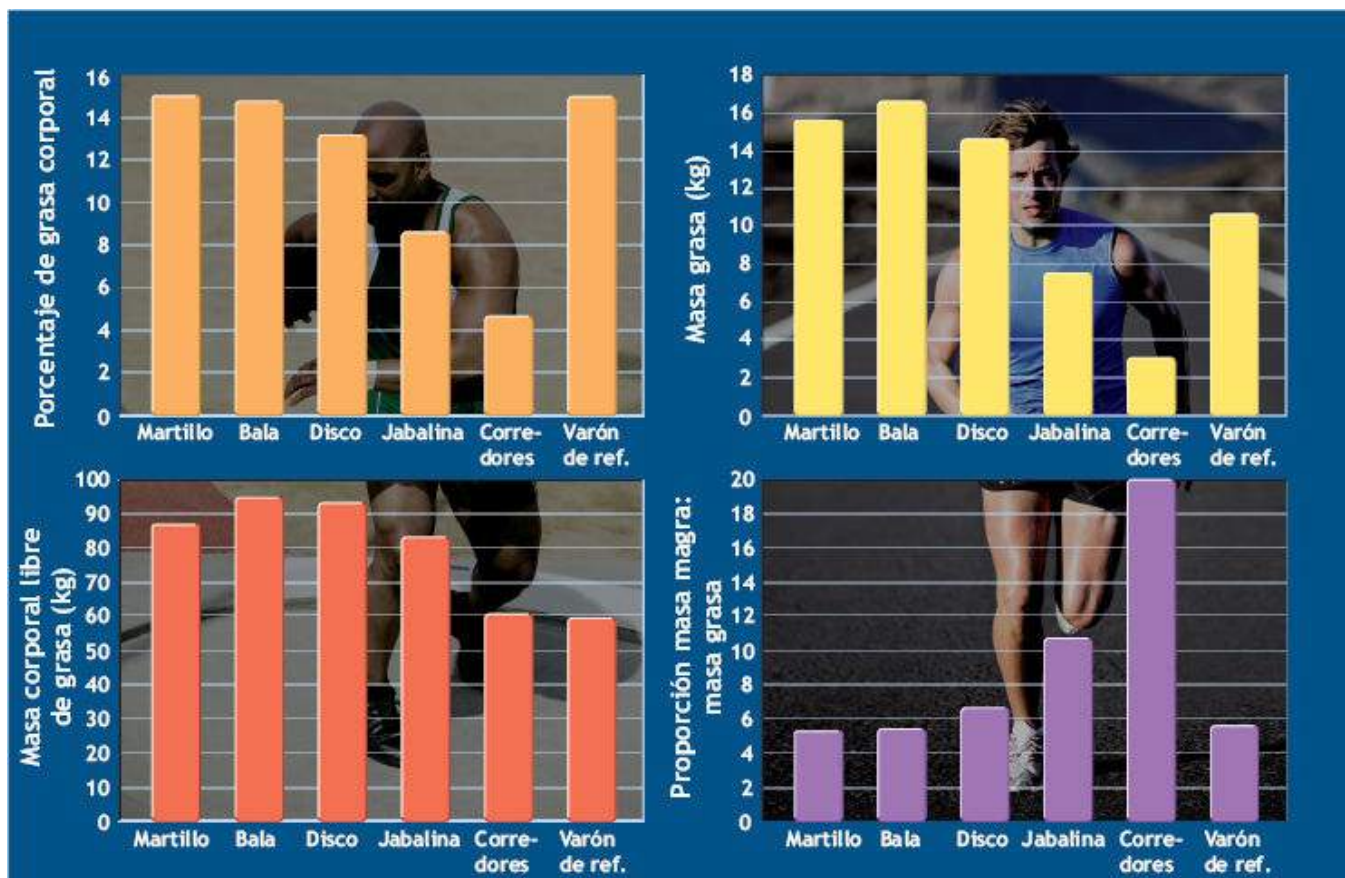 Porcentaje de grasa corporal
16
14
12
10
8
6
4
2
0
Martillo Bala Disco Jabalina Corre-
dores Varón
de ref.
Masa grasa (kg)
18
16
14
12
10
8
6
4
2
0
Martillo Bala Disco Jabalina Corre-
dores Varón
de ref.
Masa corporal libre
de grasa (kg)
100
90
80
70
60
50
40
30
20
10
0
Martillo Bala Disco Jabalina Corre-
dores Varón
de ref.
Proporción masa magra:
masa grasa
20
18
16
14
12
10
8
6
4
2
0
Martillo Bala Disco Jabalina Corre-
dores Varón
de ref.